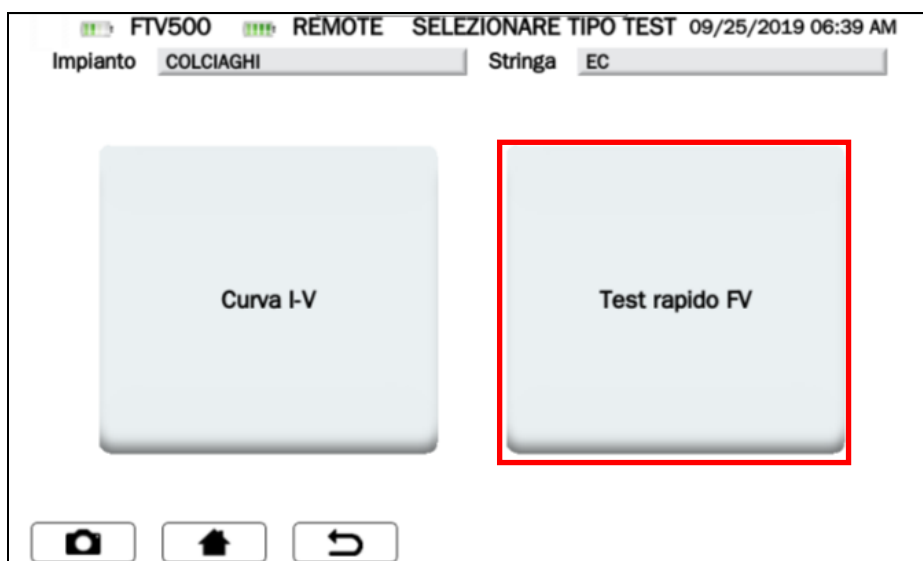 FTV500 REMOTE SELEZIONARE TIPO TEST 09/25/2019 06:39 AM
Impianto COLCIAGHI Stringa EC
Curva I-V Test rapido FV